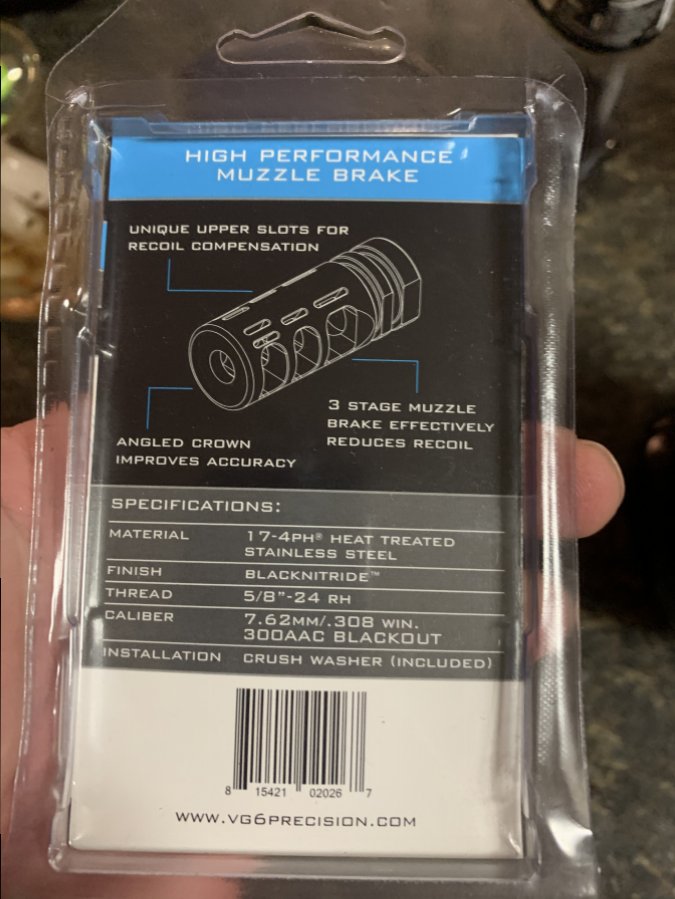 HIGH PERFORMANCE
MUZZLE BRAKE
UNIQUE UPPER SLOTS FOR
RECOIL COMPENSATION
3 STAGE MUZZLE
BRAKE EFFECTIVELY
REDUCES RECOIL
ANGLED CROWN
IMPROVES ACCURACY
SPECIFICATIONS:
MATERIAL 17-4PH® HEAT TREATED
STAINLESS STEEL
FINISH BLACKNITRIDE™
THREAD 5/8"-24 RH
CALIBER 7.62MM/.308 WIN.
300AAC BLACKOUT
INSTALLATION CRUSH WASHER (INCLUDED)
8 15421 02026 7
WWW.VG6PRECISION.COM